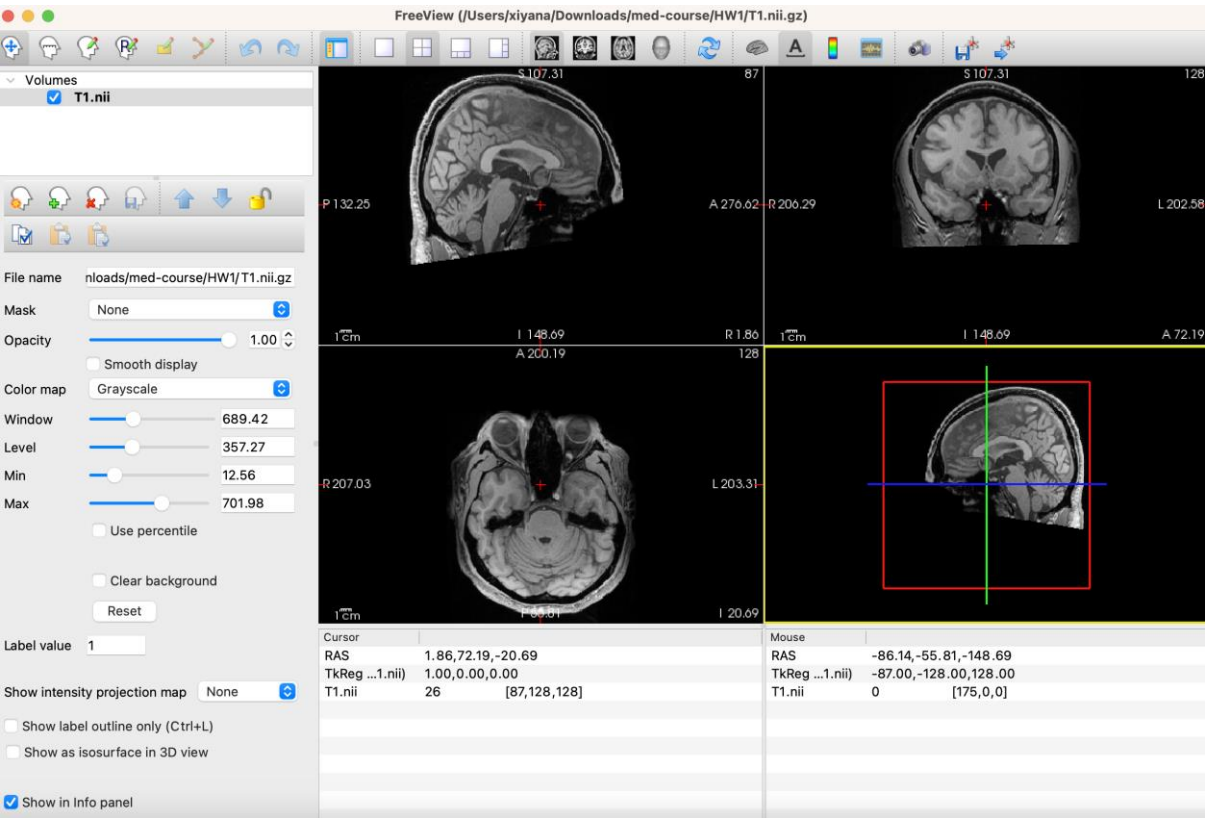 FreeView (/Users/xiyana/Downloads/med-course/HW1/T1.nii.gz)
Volumes
T1.nii
File name nloads/med-course/HW1/T1.nii.gz
Mask None
Opacity 1.00
Smooth display
Color map Grayscale
Window 689.42
Level 357.27
Min 12.56
Max 701.98
Use percentile
Clear background
Reset
Label value 1
Show intensity projection map None
Show label outline only (Ctrl+L)
Show as isosurface in 3D view
Show in Info panel
S 107.31 87
P 132.25 A 276.62
1 cm I 148.69 R 1.86
S 107.31 128
R 206.29 L 202.58
1 cm I 148.69 A 72.19
A 200.19 128
R 207.03 L 203.31
1 cm I 20.69
Cursor
RAS 1.86,72.19,-20.69
TkReg ...1.nii) 1.00,0.00,0.00
T1.nii 26 [87,128,128]
Mouse
RAS -86.14,-55.81,-148.69
TkReg ...1.nii) -87.00,-128.00,128.00
T1.nii 0 [175,0,0]